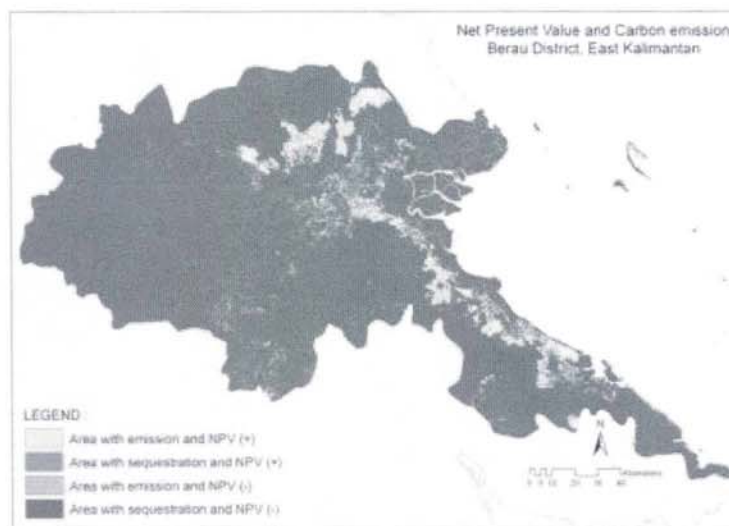 Net Present Value and Carbon emission
Berau District, East Kalimantan
LEGEND :
Area with emission and NPV (+)
Area with sequestration and NPV (+)
Area with emission and NPV (-)
Area with sequestration and NPV (-)
N
Kilometers